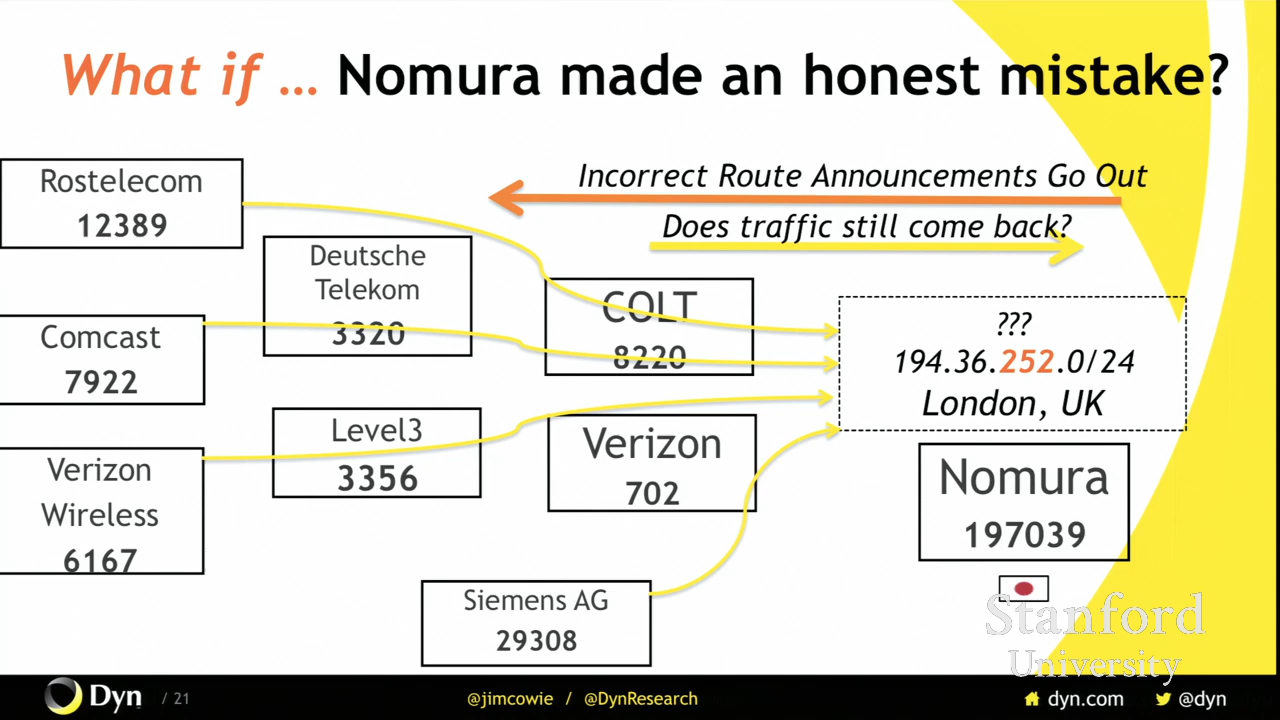 What if … Nomura made an honest mistake?
Incorrect Route Announcements Go Out
Does traffic still come back?
Rostelecom
12389
Deutsche
Telekom
3320
COLT
8220
???
194.36.252.0/24
London, UK
Comcast
7922
Level3
3356
Verizon
702
Nomura
197039
Verizon
Wireless
6167
Siemens AG
29308
Stanford
University
Dyn
/ 21
@jimcowie / @DynResearch
dyn.com
@dyn